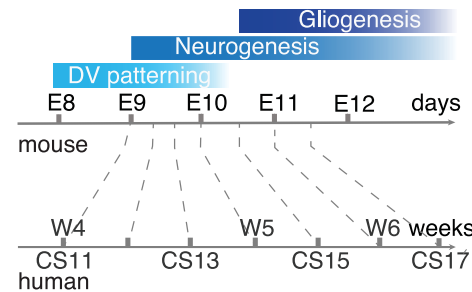 Gliogenesis
Neurogenesis
DV patterning
E8 E9 E10 E11 E12 days
mouse
W4 W5 W6 weeks
CS11 CS13 CS15 CS17
human